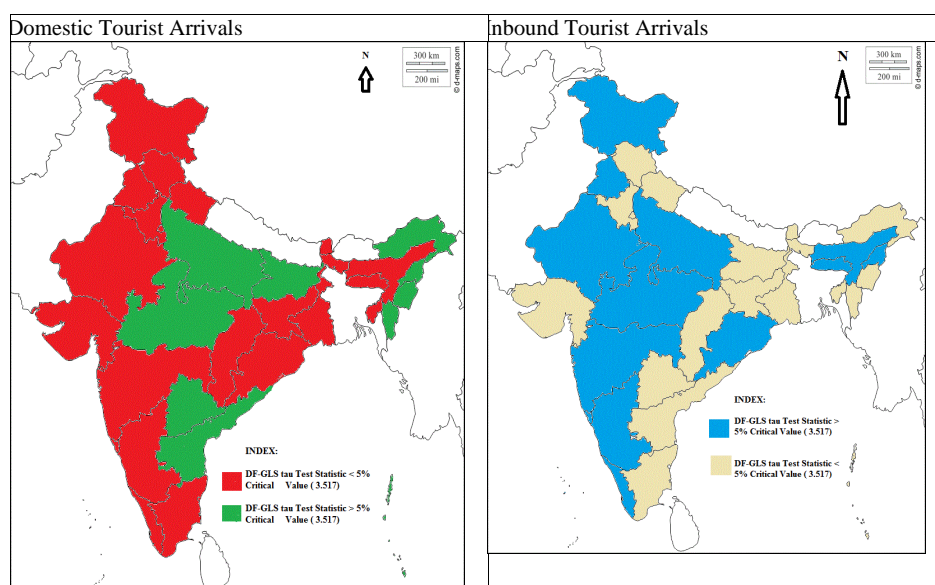 Domestic Tourist Arrivals
Inbound Tourist Arrivals
N
300 km
200 mi
© d-maps.com
INDEX:
DF-GLS tau Test Statistic < 5%
Critical Value ( 3.517)
DF-GLS tau Test Statistic > 5%
Critical Value ( 3.517)
N
300 km
200 mi
© d-maps.com
INDEX:
DF-GLS tau Test Statistic >
5% Critical Value ( 3.517)
DF-GLS tau Test Statistic <
5% Critical Value ( 3.517)